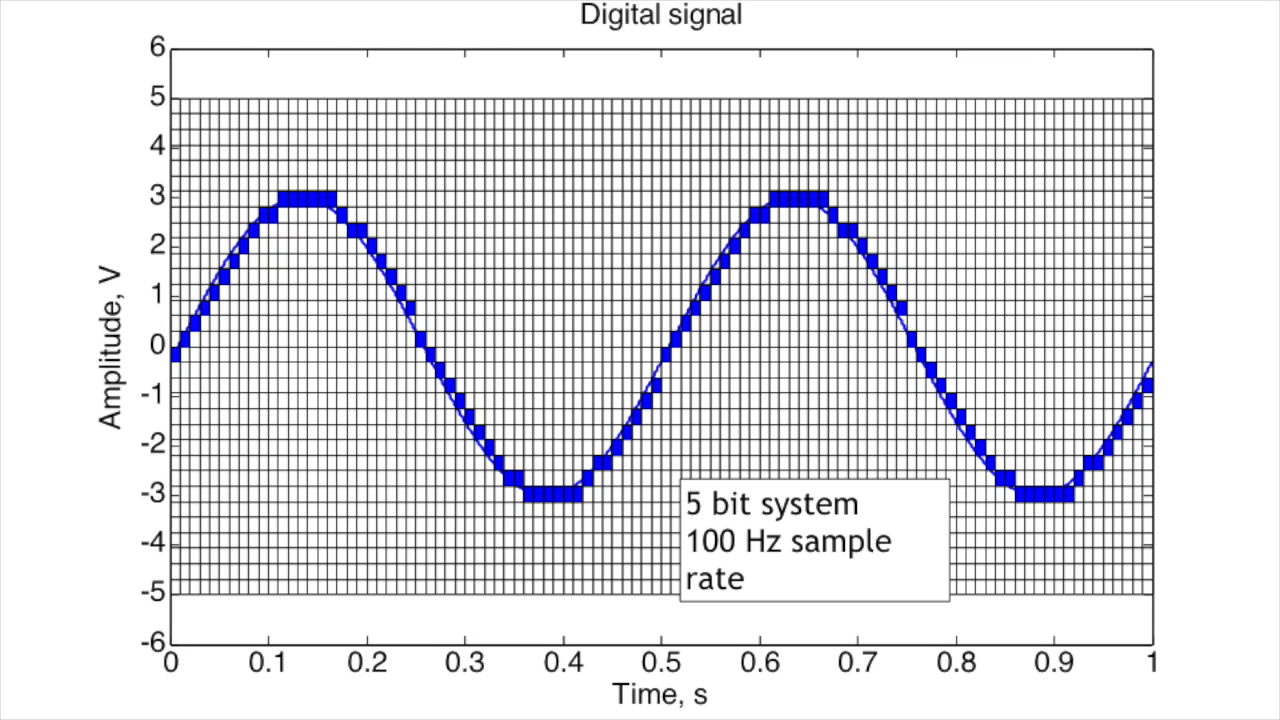 Digital signal
6
5
4
3
2
1
0
-1
-2
-3
-4
-5
-6
Amplitude, V
5 bit system
100 Hz sample
rate
0 0.1 0.2 0.3 0.4 0.5 0.6 0.7 0.8 0.9 1
Time, s